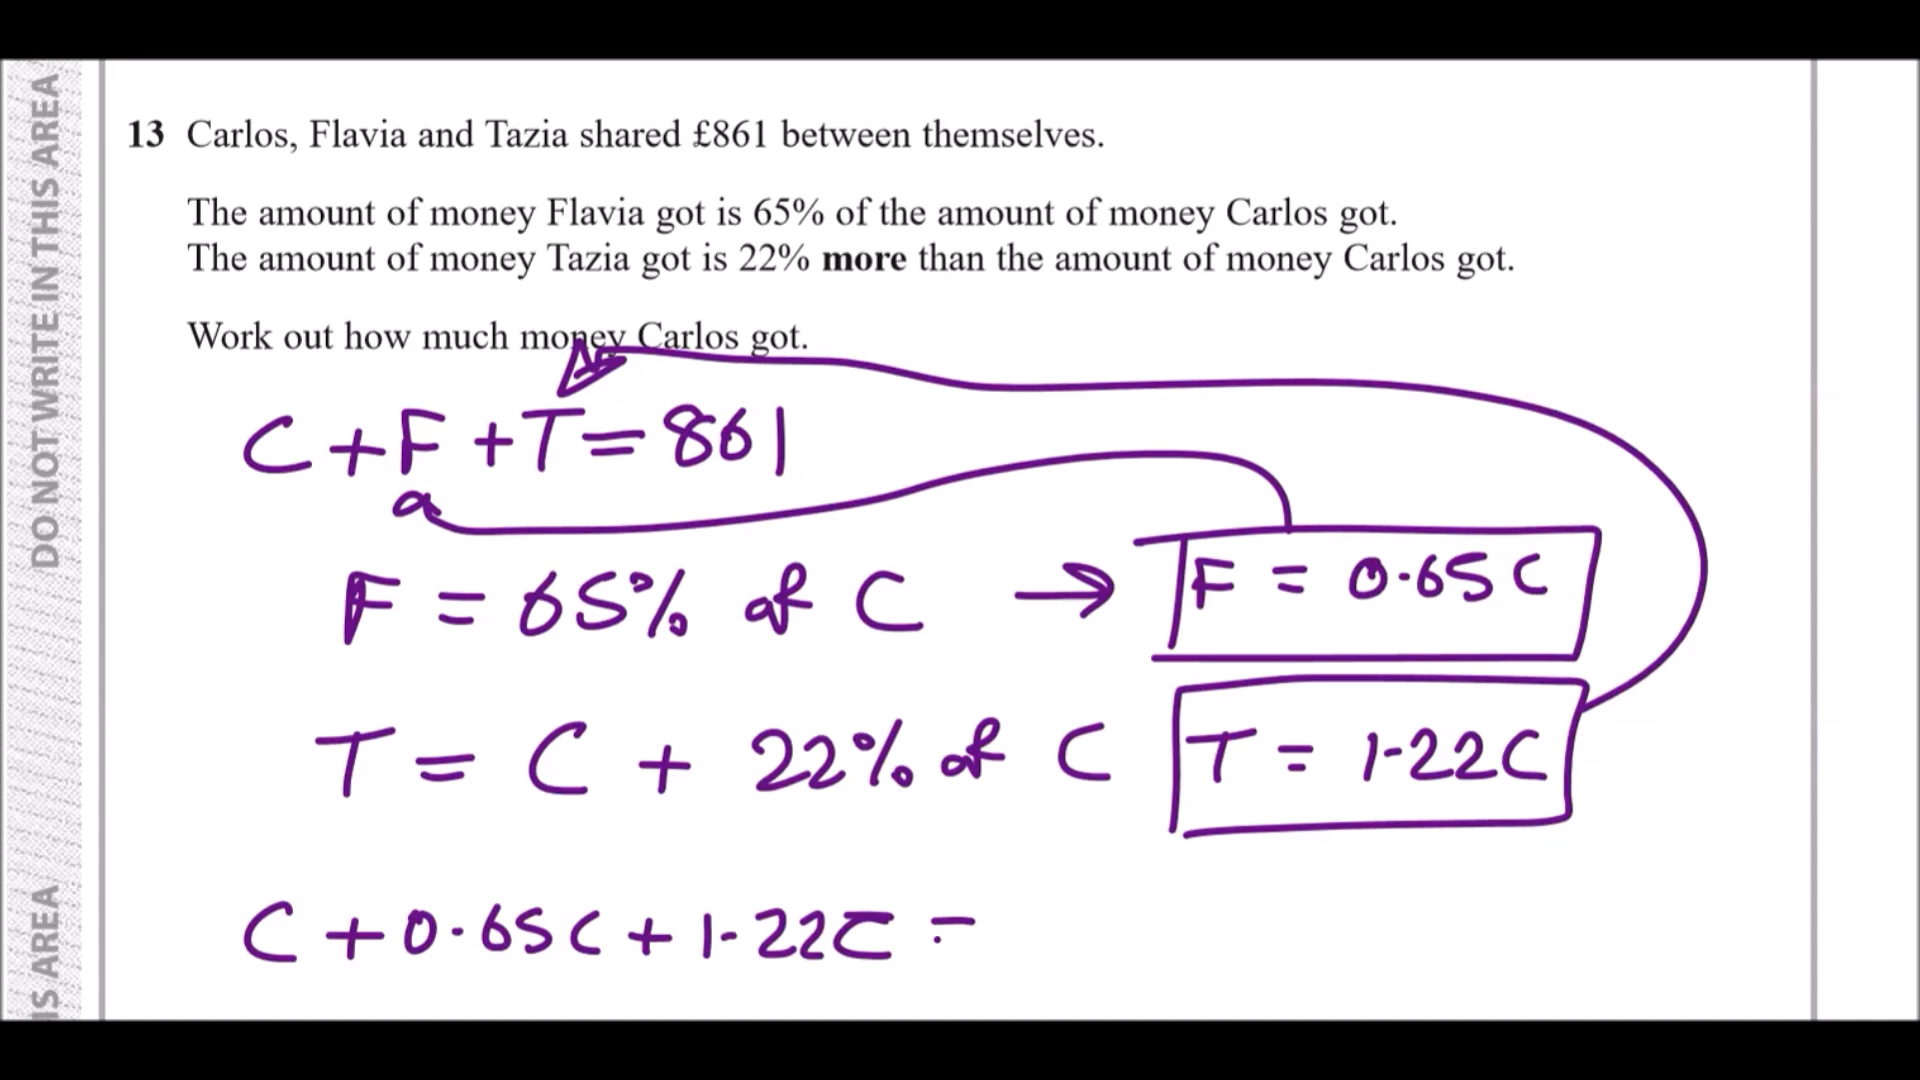 DO NOT WRITE IN THIS AREA
IS AREA
13 Carlos, Flavia and Tazia shared £861 between themselves.
The amount of money Flavia got is 65% of the amount of money Carlos got.
The amount of money Tazia got is 22% more than the amount of money Carlos got.
Work out how much money Carlos got.
C + F + T = 861
F = 65% of C → F = 0.65C
T = C + 22% of C T = 1.22C
C + 0.65C + 1.22C =